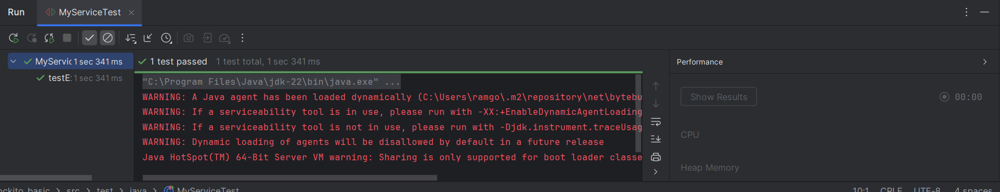 Run MyServiceTest
MyServic 1 sec 341 ms
testE: 1 sec 341 ms
1 test passed 1 test total, 1 sec 341 ms
"C:\Program Files\Java\jdk-22\bin\java.exe" ...
WARNING: A Java agent has been loaded dynamically (C:\Users\ramgo\.m2\repository\net\bytebu
WARNING: If a serviceability tool is in use, please run with -XX:+EnableDynamicAgentLoading
WARNING: If a serviceability tool is not in use, please run with -Djdk.instrument.traceUsag
WARNING: Dynamic loading of agents will be disallowed by default in a future release
Java HotSpot(TM) 64-Bit Server VM warning: Sharing is only supported for boot loader classe
Performance
Show Results 00:00
CPU
Heap Memory
ockito basic > src > test > java > MyServiceTest 10:1 CRLF UTF-8 4 spaces